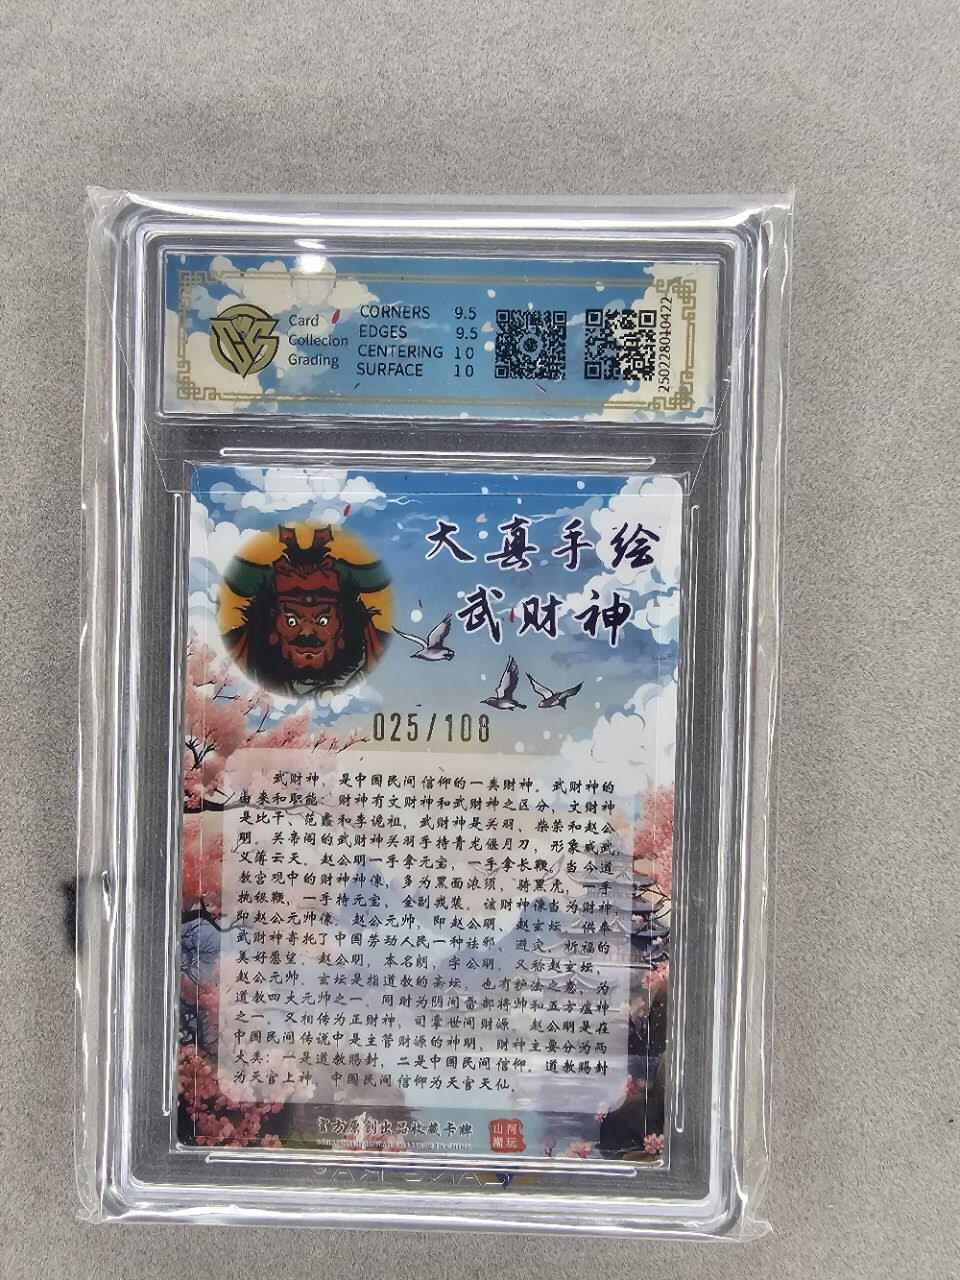 Card
Collecion
Grading
CORNERS 9.5
EDGES 9.5
CENTERING 10
SURFACE 10
250228010422
大真手绘
武财神
025/108
武财神，是中国民间信仰的一类财神。武财神的
由来和职能：财神有文财神和武财神之区分，文财神
是比干、范蠡和李诡祖，武财神是关羽、柴荣和赵公
明。关帝阁的武财神关羽手持青龙偃月刀，形象威武，
义薄云天。赵公明一手拿元宝，一手拿长鞭。当今道
教宫观中的财神神像，多为黑面浓须，骑黑虎，一手
执银鞭，一手持元宝，全副戎装。该财神像当为财神，
即赵公元帅像。赵公元帅，即赵公明、赵玄坛，供奉
武财神寄托了中国劳动人民一种祛邪、避灾、祈福的
美好愿望。赵公明，本名朗，字公明，又称赵玄坛，
赵公元帅。玄坛是指道教的斋坛，也有护法之意，为
道教四大元帅之一，同时为阴间雷部将帅和五方瘟神
之一。又相传为正财神，司掌世间财源。赵公明是在
中国民间传说中是主管财源的神明，财神主要分为两
大类：一是道教赐封，二是中国民间信仰。道教赐封
为天官上神，中国民间信仰为天官天仙。
官方原创出品收藏卡牌
山河
潮玩